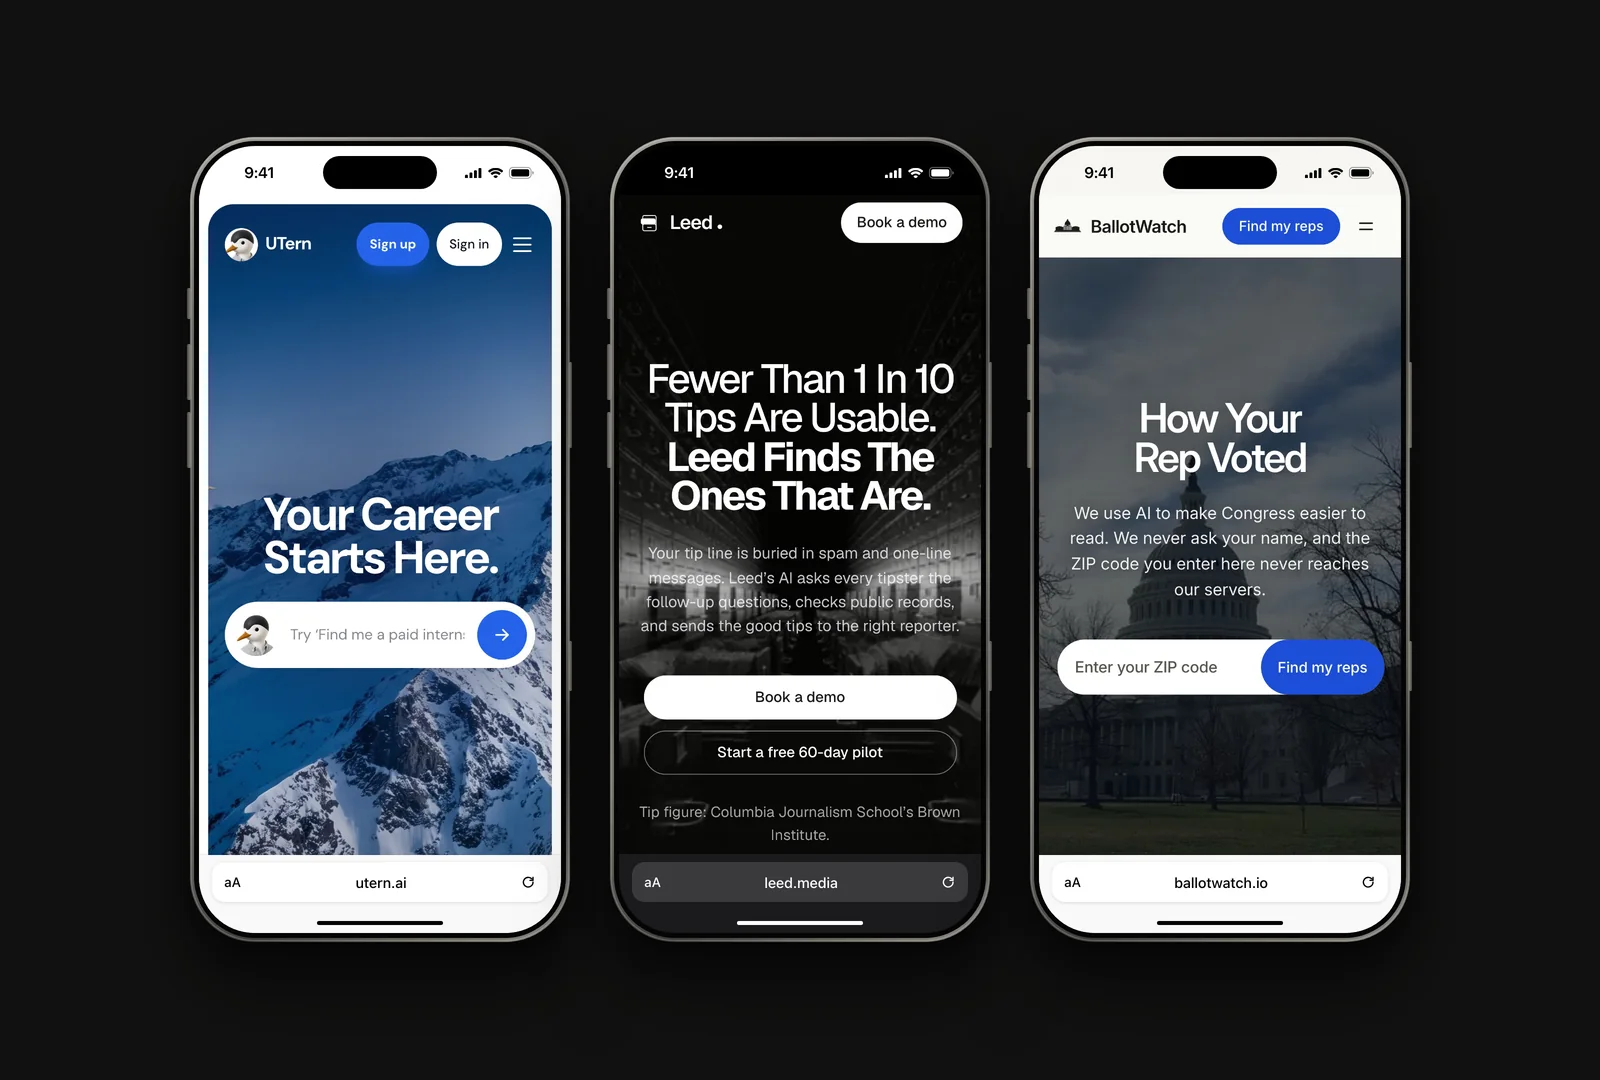 9:41
UTern
Sign up
Sign in
Your Career
Starts Here.
Try ‘Find me a paid intern
aA
utern.ai
9:41
Leed.
Book a demo
Fewer Than 1 In 10
Tips Are Usable.
Leed Finds The
Ones That Are.
Your tip line is buried in spam and one-line
messages. Leed’s AI asks every tipster the
follow-up questions, checks public records,
and sends the good tips to the right reporter.
Book a demo
Start a free 60-day pilot
Tip figure: Columbia Journalism School’s Brown
Institute.
aA
leed.media
9:41
BallotWatch
Find my reps
How Your
Rep Voted
We use AI to make Congress easier to
read. We never ask your name, and the
ZIP code you enter here never reaches
our servers.
Enter your ZIP code
Find my reps
aA
ballotwatch.io